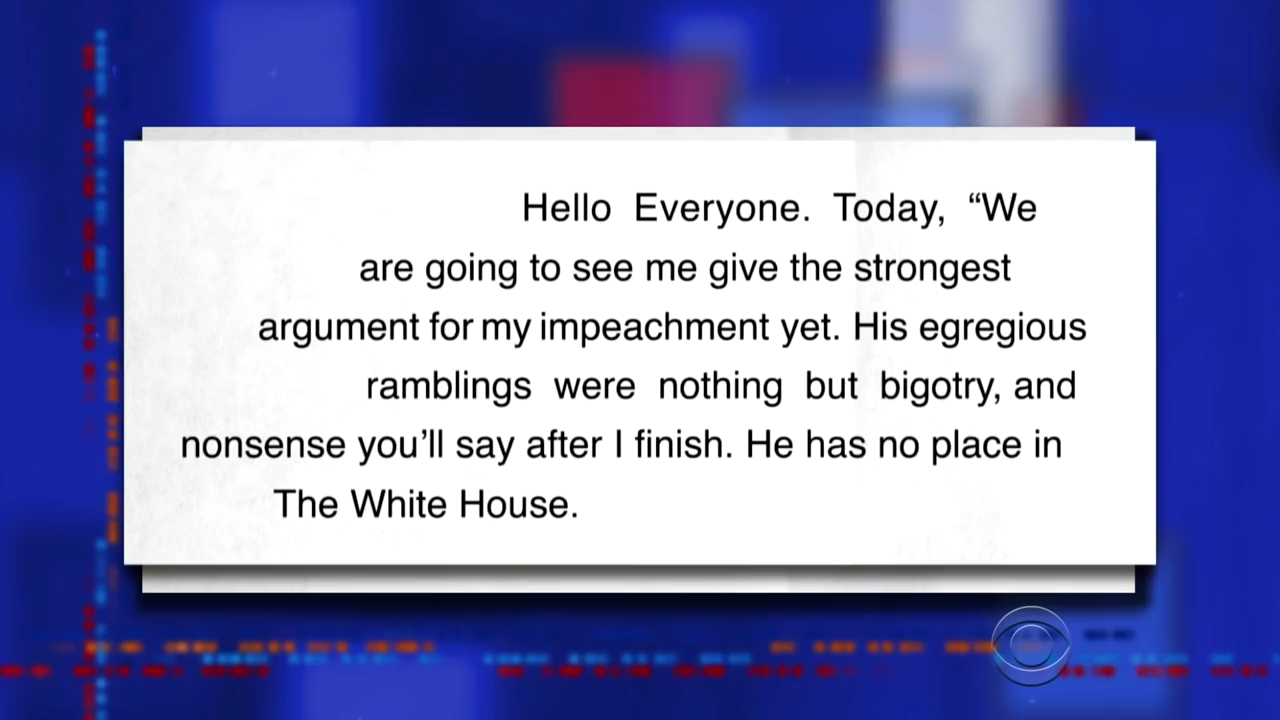 Hello Everyone. Today, “We
are going to see me give the strongest
argument for my impeachment yet. His egregious
ramblings were nothing but bigotry, and
nonsense you’ll say after I finish. He has no place in
The White House.